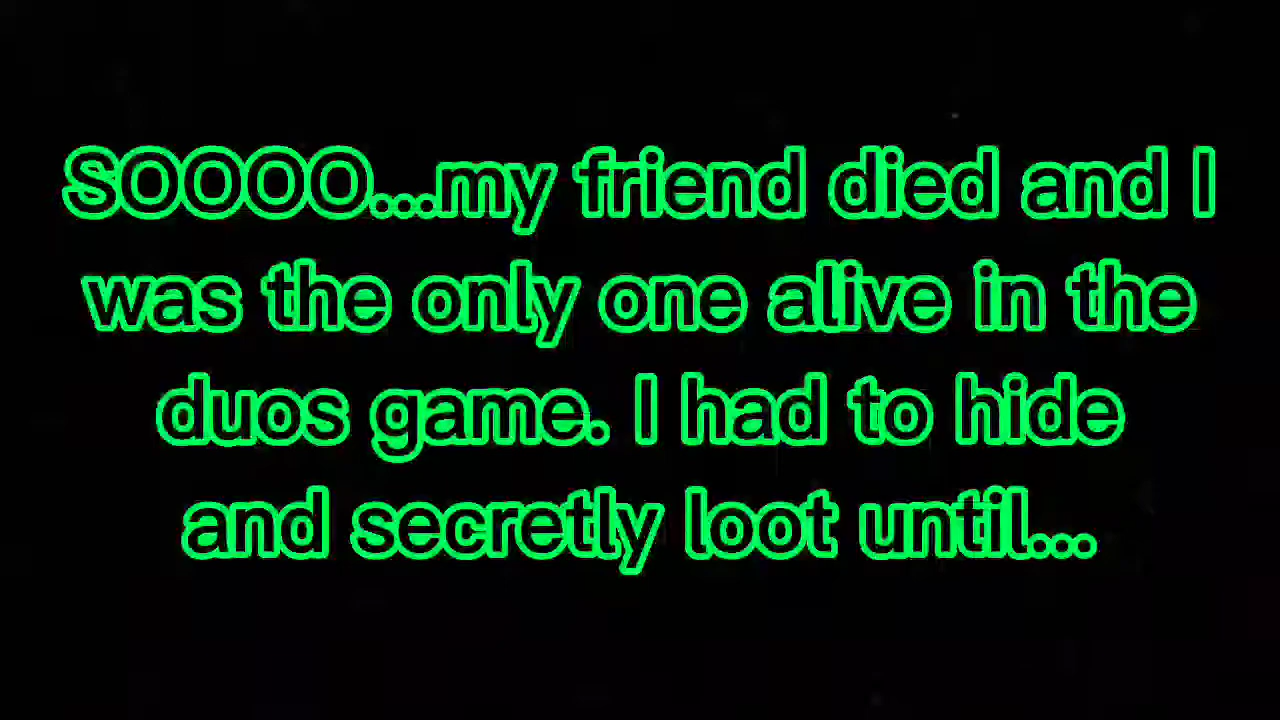 SOOOO...my friend died and I
was the only one alive in the
duos game. I had to hide
and secretly loot until...